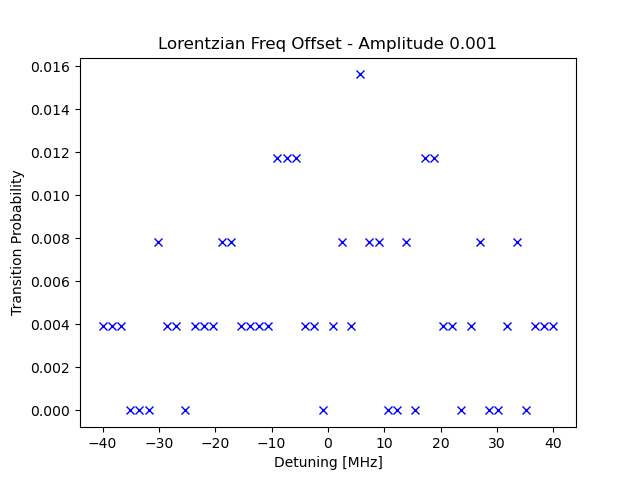 Lorentzian Freq Offset - Amplitude 0.001
0.016
0.014
0.012
0.010
0.008
0.006
0.004
0.002
0.000
Transition Probability
−40 −30 −20 −10 0 10 20 30 40
Detuning [MHz]